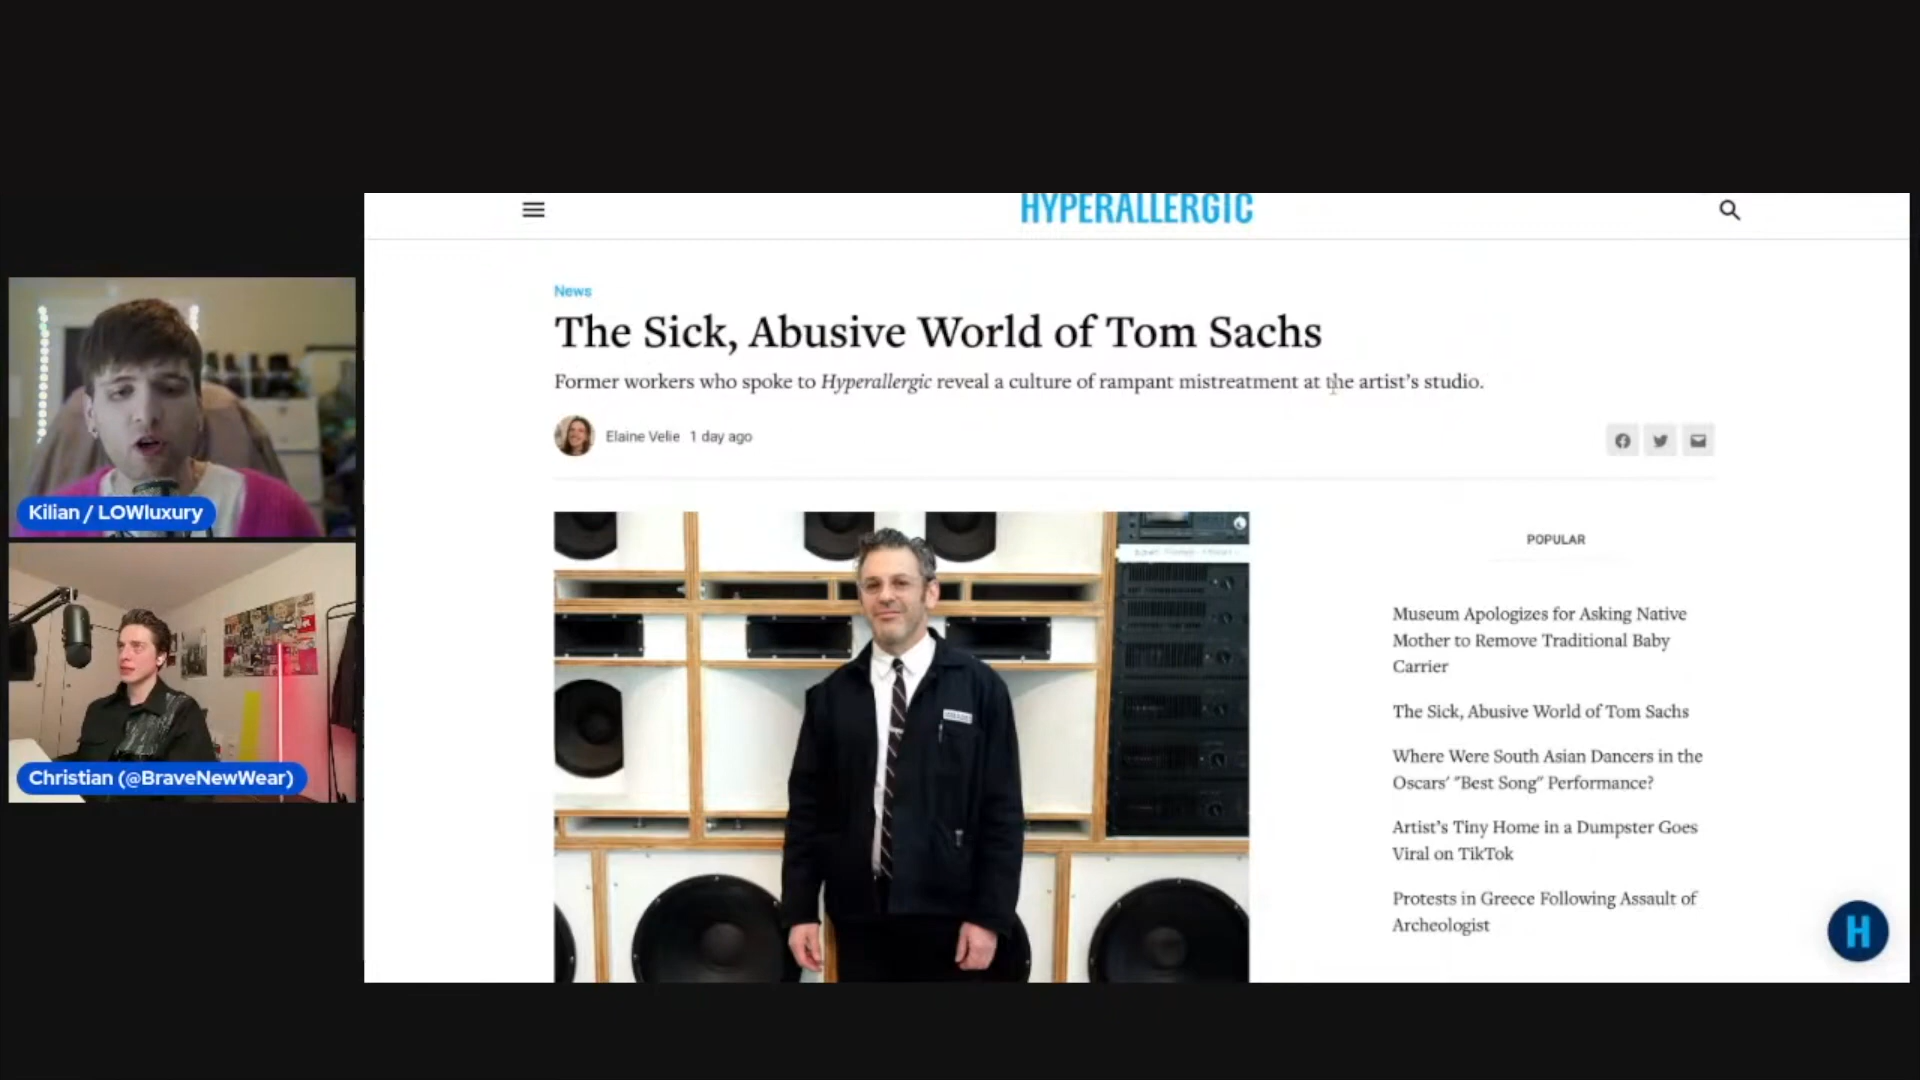 HYPERALLERGIC
News
The Sick, Abusive World of Tom Sachs
Former workers who spoke to Hyperallergic reveal a culture of rampant mistreatment at the artist's studio.
Elaine Velie 1 day ago
Kilian / LOWluxury
Christian (@BraveNewWear)
POPULAR
Museum Apologizes for Asking Native
Mother to Remove Traditional Baby
Carrier
The Sick, Abusive World of Tom Sachs
Where Were South Asian Dancers in the
Oscars' "Best Song" Performance?
Artist's Tiny Home in a Dumpster Goes
Viral on TikTok
Protests in Greece Following Assault of
Archeologist
H